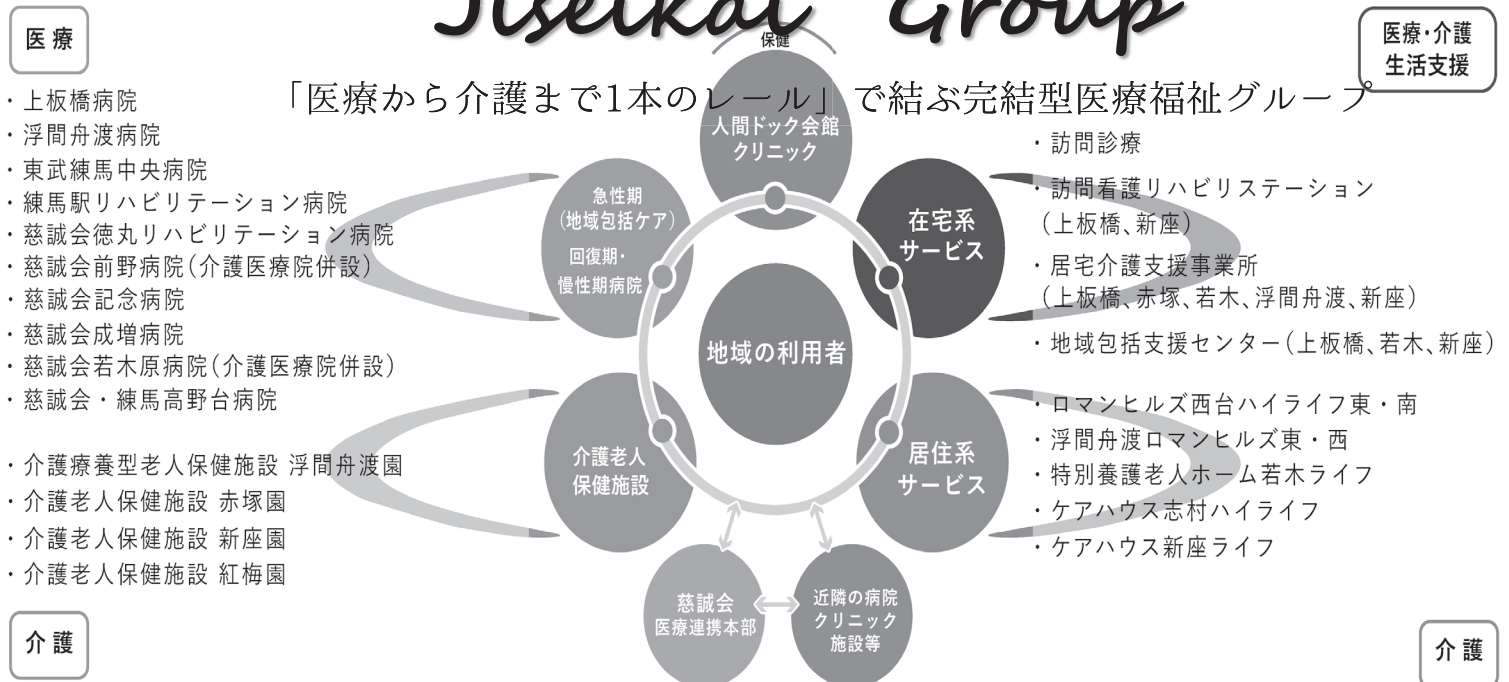 Jiseikai Group
「医療から介護まで1本のレール」で結ぶ完結型医療福祉グループ
医療
・上板橋病院
・浮間舟渡病院
・東武練馬中央病院
・練馬駅リハビリテーション病院
・慈誠会徳丸リハビリテーション病院
・慈誠会前野病院(介護医療院併設)
・慈誠会記念病院
・慈誠会成増病院
・慈誠会若木原病院(介護医療院併設)
・慈誠会・練馬高野台病院
・介護療養型老人保健施設 浮間舟渡園
・介護老人保健施設 赤塚園
・介護老人保健施設 新座園
・介護老人保健施設 紅梅園
介護
保健
人間ドック会館
クリニック
急性期
(地域包括ケア)
回復期・
慢性期病院
在宅系
サービス
地域の利用者
介護老人
保健施設
居住系
サービス
慈誠会
医療連携本部
近隣の病院
クリニック
施設等
医療・介護
生活支援
・訪問診療
・訪問看護リハビリステーション
(上板橋、新座)
・居宅介護支援事業所
(上板橋、赤塚、若木、浮間舟渡、新座)
・地域包括支援センター(上板橋、若木、新座)
・ロマンヒルズ西台ハイライフ東・南
・浮間舟渡ロマンヒルズ東・西
・特別養護老人ホーム若木ライフ
・ケアハウス志村ハイライフ
・ケアハウス新座ライフ
介護